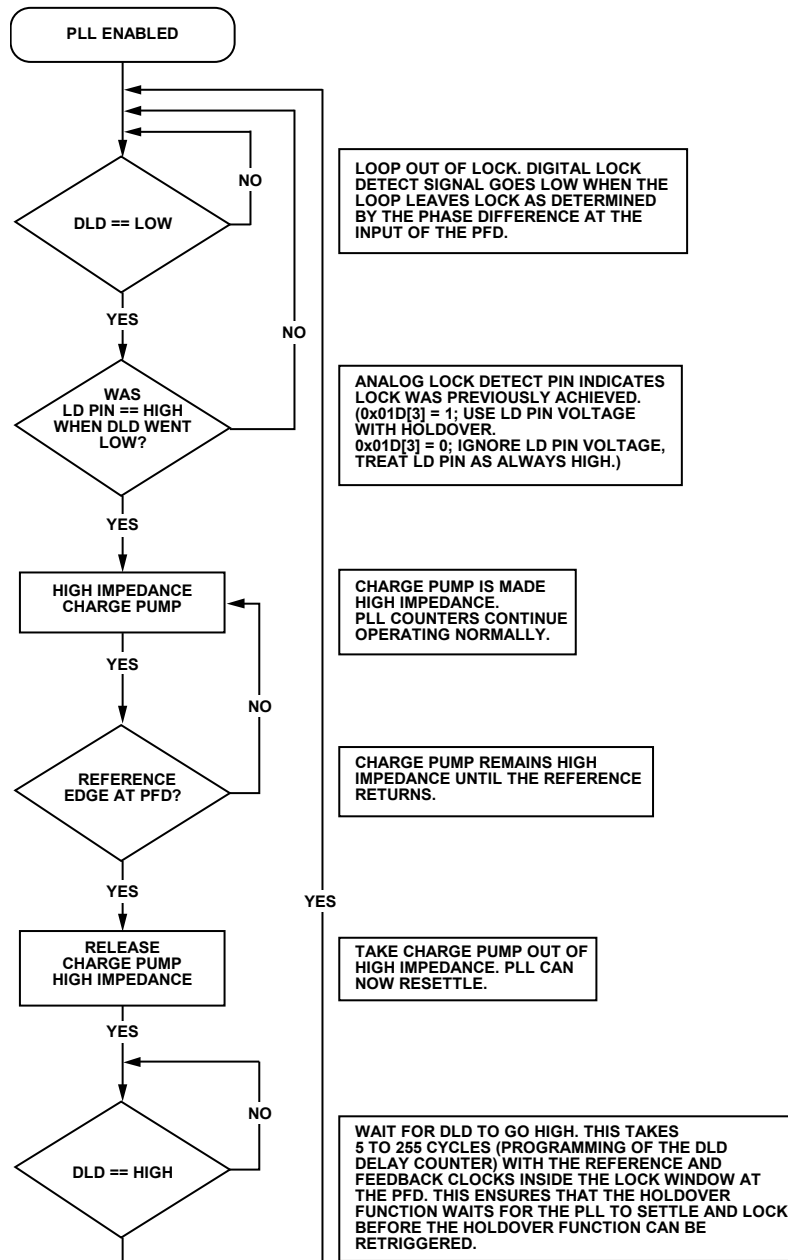 PLL ENABLED
NO
DLD == LOW
LOOP OUT OF LOCK. DIGITAL LOCK
DETECT SIGNAL GOES LOW WHEN THE
LOOP LEAVES LOCK AS DETERMINED
BY THE PHASE DIFFERENCE AT THE
INPUT OF THE PFD.
YES
NO
WAS
LD PIN == HIGH
WHEN DLD WENT
LOW?
ANALOG LOCK DETECT PIN INDICATES
LOCK WAS PREVIOUSLY ACHIEVED.
(0x01D[3] = 1; USE LD PIN VOLTAGE
WITH HOLDOVER.
0x01D[3] = 0; IGNORE LD PIN VOLTAGE,
TREAT LD PIN AS ALWAYS HIGH.)
YES
HIGH IMPEDANCE
CHARGE PUMP
CHARGE PUMP IS MADE
HIGH IMPEDANCE.
PLL COUNTERS CONTINUE
OPERATING NORMALLY.
YES
NO
REFERENCE
EDGE AT PFD?
CHARGE PUMP REMAINS HIGH
IMPEDANCE UNTIL THE REFERENCE
RETURNS.
YES
YES
RELEASE
CHARGE PUMP
HIGH IMPEDANCE
TAKE CHARGE PUMP OUT OF
HIGH IMPEDANCE. PLL CAN
NOW RESETTLE.
YES
NO
DLD == HIGH
WAIT FOR DLD TO GO HIGH. THIS TAKES
5 TO 255 CYCLES (PROGRAMMING OF THE DLD
DELAY COUNTER) WITH THE REFERENCE AND
FEEDBACK CLOCKS INSIDE THE LOCK WINDOW AT
THE PFD. THIS ENSURES THAT THE HOLDOVER
FUNCTION WAITS FOR THE PLL TO SETTLE AND LOCK
BEFORE THE HOLDOVER FUNCTION CAN BE
RETRIGGERED.